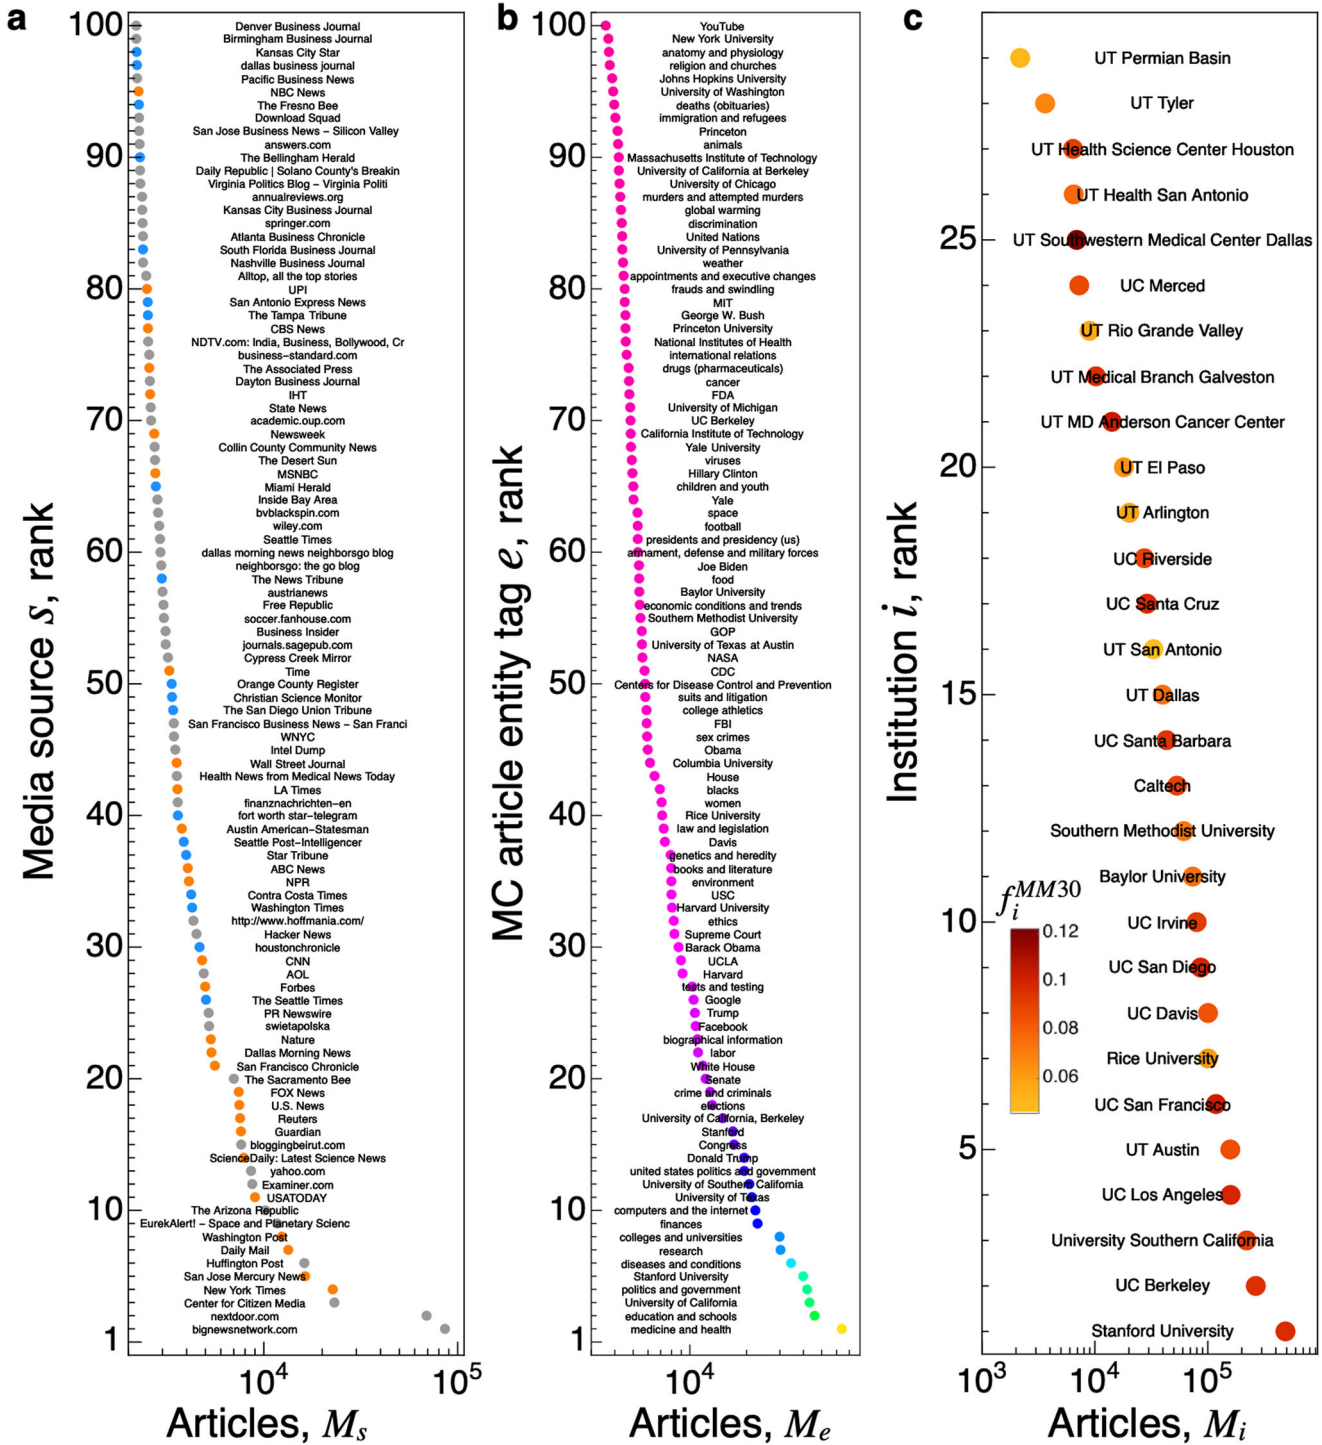 a
Media source s, rank
100
90
80
70
60
50
40
30
20
10
1
Denver Business Journal
Birmingham Business Journal
Kansas City Star
dallas business journal
Pacific Business News
NBC News
The Fresno Bee
Download Squad
San Jose Business News – Silicon Valley
answers.com
The Bellingham Herald
Daily Republic | Solano County's Breakin
Virginia Politics Blog – Virginia Politi
annualreviews.org
Kansas City Business Journal
springer.com
Atlanta Business Chronicle
South Florida Business Journal
Nashville Business Journal
Alltop, all the top stories
UPI
San Antonio Express News
The Tampa Tribune
CBS News
NDTV.com: India, Business, Bollywood, Cr
business–standard.com
The Associated Press
Dayton Business Journal
IHT
State News
academic.oup.com
Newsweek
Collin County Community News
The Desert Sun
MSNBC
Miami Herald
Inside Bay Area
bvblackspin.com
wiley.com
Seattle Times
dallas morning news neighborsgo blog
neighborsgo: the go blog
The News Tribune
austrianews
Free Republic
soccer.fanhouse.com
Business Insider
journals.sagepub.com
Cypress Creek Mirror
Time
Orange County Register
Christian Science Monitor
The San Diego Union Tribune
San Francisco Business News – San Franci
WNYC
Intel Dump
Wall Street Journal
Health News from Medical News Today
LA Times
finanznachrichten–en
fort worth star–telegram
Austin American–Statesman
Seattle Post–Intelligencer
Star Tribune
ABC News
NPR
Contra Costa Times
Washington Times
http://www.hoffmania.com/
Hacker News
houstonchronicle
CNN
AOL
Forbes
The Seattle Times
PR Newswire
swietapolska
Nature
Dallas Morning News
San Francisco Chronicle
The Sacramento Bee
FOX News
U.S. News
Reuters
Guardian
bloggingbeirut.com
ScienceDaily: Latest Science News
yahoo.com
Examiner.com
USATODAY
The Arizona Republic
EurekAlert! – Space and Planetary Scienc
Washington Post
Daily Mail
Huffington Post
San Jose Mercury News
New York Times
Center for Citizen Media
nextdoor.com
bignewsnetwork.com
10⁴
10⁵
Articles, Mₛ
b
MC article entity tag e, rank
100
90
80
70
60
50
40
30
20
10
1
YouTube
New York University
anatomy and physiology
religion and churches
Johns Hopkins University
University of Washington
deaths (obituaries)
immigration and refugees
Princeton
animals
Massachusetts Institute of Technology
University of California at Berkeley
University of Chicago
murders and attempted murders
global warming
discrimination
United Nations
University of Pennsylvania
weather
appointments and executive changes
frauds and swindling
MIT
George W. Bush
Princeton University
National Institutes of Health
international relations
drugs (pharmaceuticals)
cancer
FDA
University of Michigan
UC Berkeley
California Institute of Technology
Yale University
viruses
Hillary Clinton
children and youth
Yale
space
football
presidents and presidency (us)
armament, defense and military forces
Joe Biden
food
Baylor University
economic conditions and trends
Southern Methodist University
GOP
University of Texas at Austin
NASA
CDC
Centers for Disease Control and Prevention
suits and litigation
college athletics
FBI
sex crimes
Obama
Columbia University
House
blacks
women
Rice University
law and legislation
Davis
genetics and heredity
books and literature
environment
USC
Harvard University
ethics
Supreme Court
Barack Obama
UCLA
Harvard
tests and testing
Google
Trump
Facebook
biographical information
labor
White House
Senate
crime and criminals
elections
University of California, Berkeley
Stanford
Congress
Donald Trump
united states politics and government
University of Southern California
University of Texas
computers and the internet
finances
colleges and universities
research
diseases and conditions
Stanford University
politics and government
University of California
education and schools
medicine and health
10⁴
Articles, Mₑ
c
Institution i, rank
25
20
15
10
5
UT Permian Basin
UT Tyler
UT Health Science Center Houston
UT Health San Antonio
UT Southwestern Medical Center Dallas
UC Merced
UT Rio Grande Valley
UT Medical Branch Galveston
UT MD Anderson Cancer Center
UT El Paso
UT Arlington
UC Riverside
UC Santa Cruz
UT San Antonio
UT Dallas
UC Santa Barbara
Caltech
Southern Methodist University
Baylor University
UC Irvine
UC San Diego
UC Davis
Rice University
UC San Francisco
UT Austin
UC Los Angeles
University Southern California
UC Berkeley
Stanford University
fᵢMM30
0.12
0.1
0.08
0.06
10³
10⁴
10⁵
Articles, Mᵢ